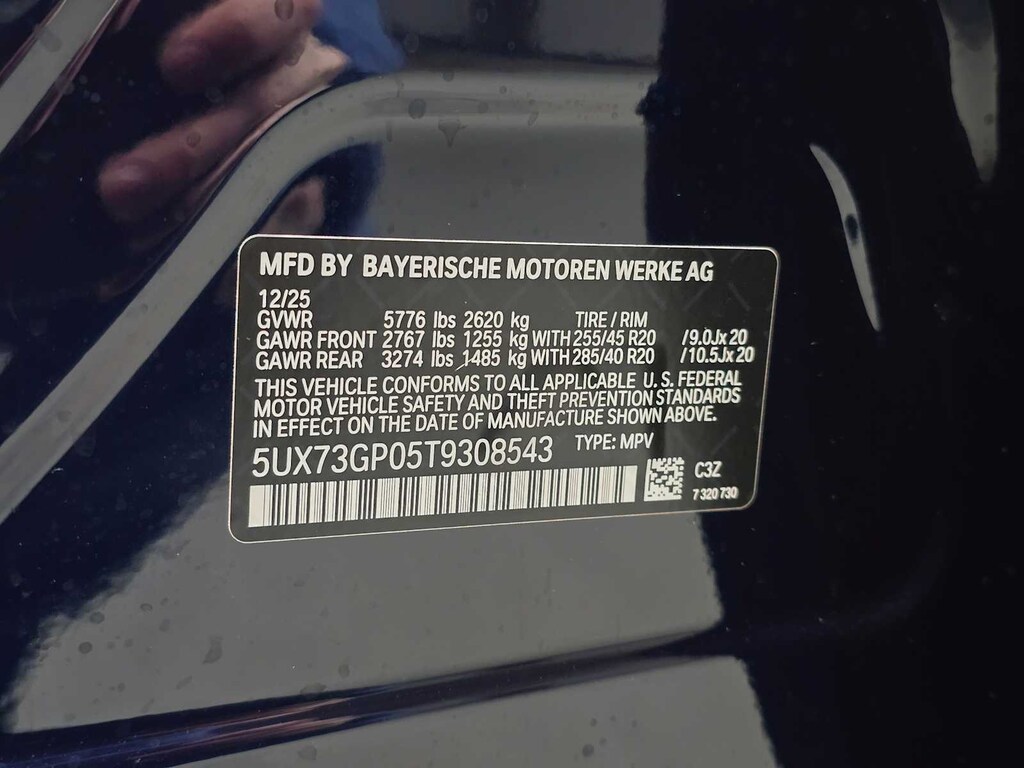 MFD BY BAYERISCHE MOTOREN WERKE AG
12/25
GVWR 5776 lbs 2620 kg TIRE / RIM
GAWR FRONT 2767 lbs 1255 kg WITH 255/45 R20 /9.0Jx20
GAWR REAR 3274 lbs 1485 kg WITH 285/40 R20 /10.5Jx20
THIS VEHICLE CONFORMS TO ALL APPLICABLE U.S. FEDERAL
MOTOR VEHICLE SAFETY AND THEFT PREVENTION STANDARDS
IN EFFECT ON THE DATE OF MANUFACTURE SHOWN ABOVE.
5UX73GP05T9308543 TYPE: MPV
C3Z
7 320 730